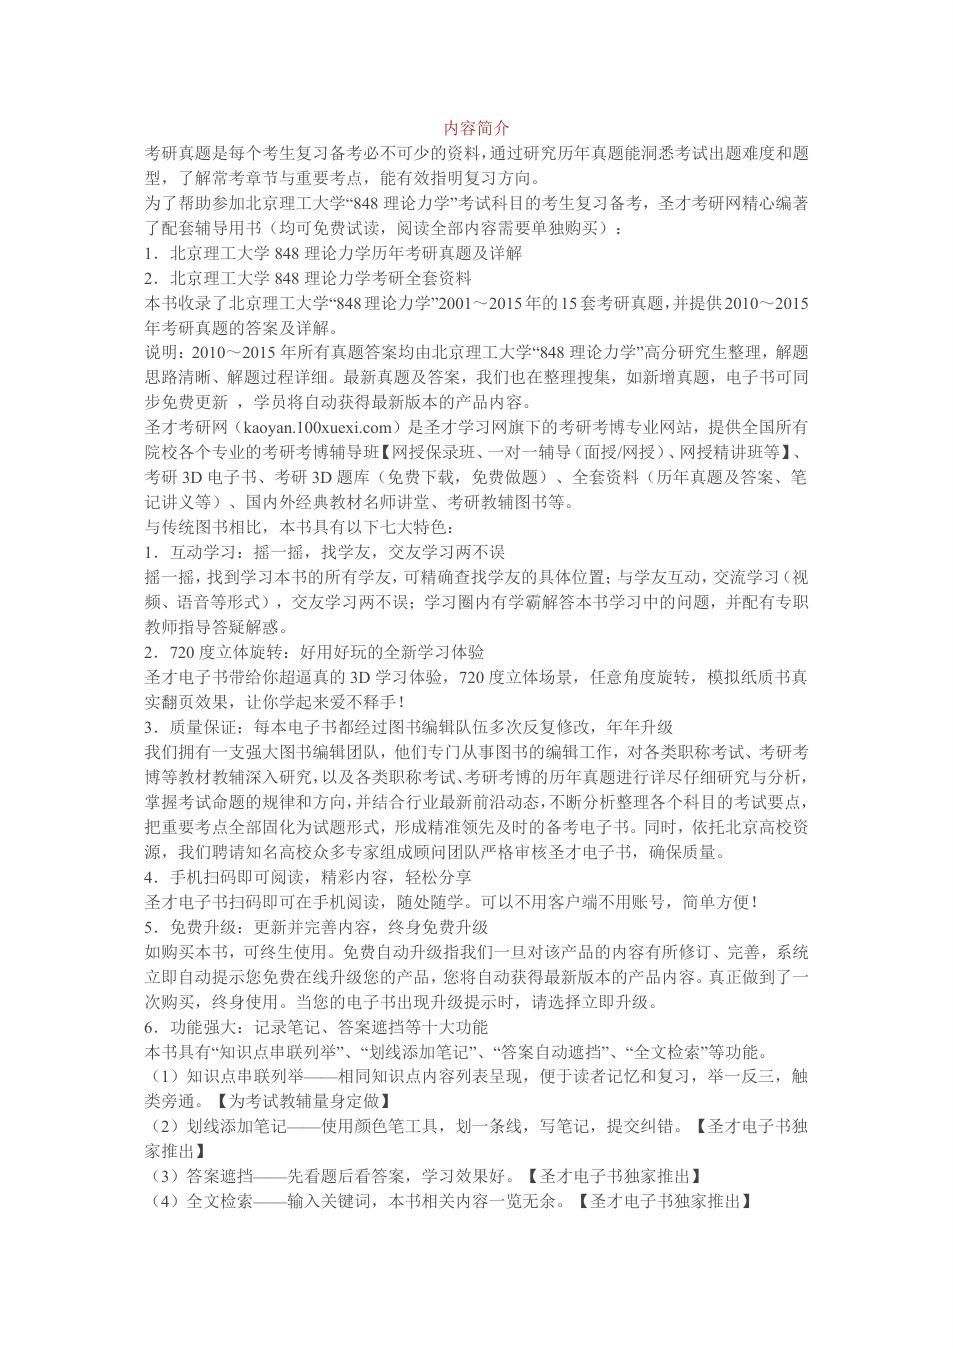 内容简介
考研真题是每个考生复习备考必不可少的资料，通过研究历年真题能洞悉考试出题难度和题
型，了解常考章节与重要考点，能有效指明复习方向。
为了帮助参加北京理工大学“848 理论力学”考试科目的考生复习备考，圣才考研网精心编著
了配套辅导用书（均可免费试读，阅读全部内容需要单独购买）：
1．北京理工大学 848 理论力学历年考研真题及详解
2．北京理工大学 848 理论力学考研全套资料
本书收录了北京理工大学“848 理论力学”2001～2015 年的 15 套考研真题，并提供 2010～2015
年考研真题的答案及详解。
说明：2010～2015 年所有真题答案均由北京理工大学“848 理论力学”高分研究生整理，解题
思路清晰、解题过程详细。最新真题及答案，我们也在整理搜集，如新增真题，电子书可同
步免费更新 ，学员将自动获得最新版本的产品内容。
圣才考研网（kaoyan.100xuexi.com）是圣才学习网旗下的考研考博专业网站，提供全国所有
院校各个专业的考研考博辅导班【网授保录班、一对一辅导（面授/网授）、网授精讲班等】、
考研 3D 电子书、考研 3D 题库（免费下载，免费做题）、全套资料（历年真题及答案、笔
记讲义等）、国内外经典教材名师讲堂、考研教辅图书等。
与传统图书相比，本书具有以下七大特色：
1．互动学习：摇一摇，找学友，交友学习两不误
摇一摇，找到学习本书的所有学友，可精确查找学友的具体位置；与学友互动，交流学习（视
频、语音等形式），交友学习两不误；学习圈内有学霸解答本书学习中的问题，并配有专职
教师指导答疑解惑。
2．720 度立体旋转：好用好玩的全新学习体验
圣才电子书带给你超逼真的 3D 学习体验，720 度立体场景，任意角度旋转，模拟纸质书真
实翻页效果，让你学起来爱不释手！
3．质量保证：每本电子书都经过图书编辑队伍多次反复修改，年年升级
我们拥有一支强大图书编辑团队，他们专门从事图书的编辑工作，对各类职称考试、考研考
博等教材教辅深入研究，以及各类职称考试、考研考博的历年真题进行详尽仔细研究与分析，
掌握考试命题的规律和方向，并结合行业最新前沿动态，不断分析整理各个科目的考试要点，
把重要考点全部固化为试题形式，形成精准领先及时的备考电子书。同时，依托北京高校资
源，我们聘请知名高校众多专家组成顾问团队严格审核圣才电子书，确保质量。
4．手机扫码即可阅读，精彩内容，轻松分享
圣才电子书扫码即可在手机阅读，随处随学。可以不用客户端不用账号，简单方便！
5．免费升级：更新并完善内容，终身免费升级
如购买本书，可终生使用。免费自动升级指我们一旦对该产品的内容有所修订、完善，系统
立即自动提示您免费在线升级您的产品，您将自动获得最新版本的产品内容。真正做到了一
次购买，终身使用。当您的电子书出现升级提示时，请选择立即升级。
6．功能强大：记录笔记、答案遮挡等十大功能
本书具有“知识点串联列举”、“划线添加笔记”、“答案自动遮挡”、“全文检索”等功能。
（1）知识点串联列举——相同知识点内容列表呈现，便于读者记忆和复习，举一反三，触
类旁通。【为考试教辅量身定做】
（2）划线添加笔记——使用颜色笔工具，划一条线，写笔记，提交纠错。【圣才电子书独
家推出】
（3）答案遮挡——先看题后看答案，学习效果好。【圣才电子书独家推出】
（4）全文检索——输入关键词，本书相关内容一览无余。【圣才电子书独家推出】